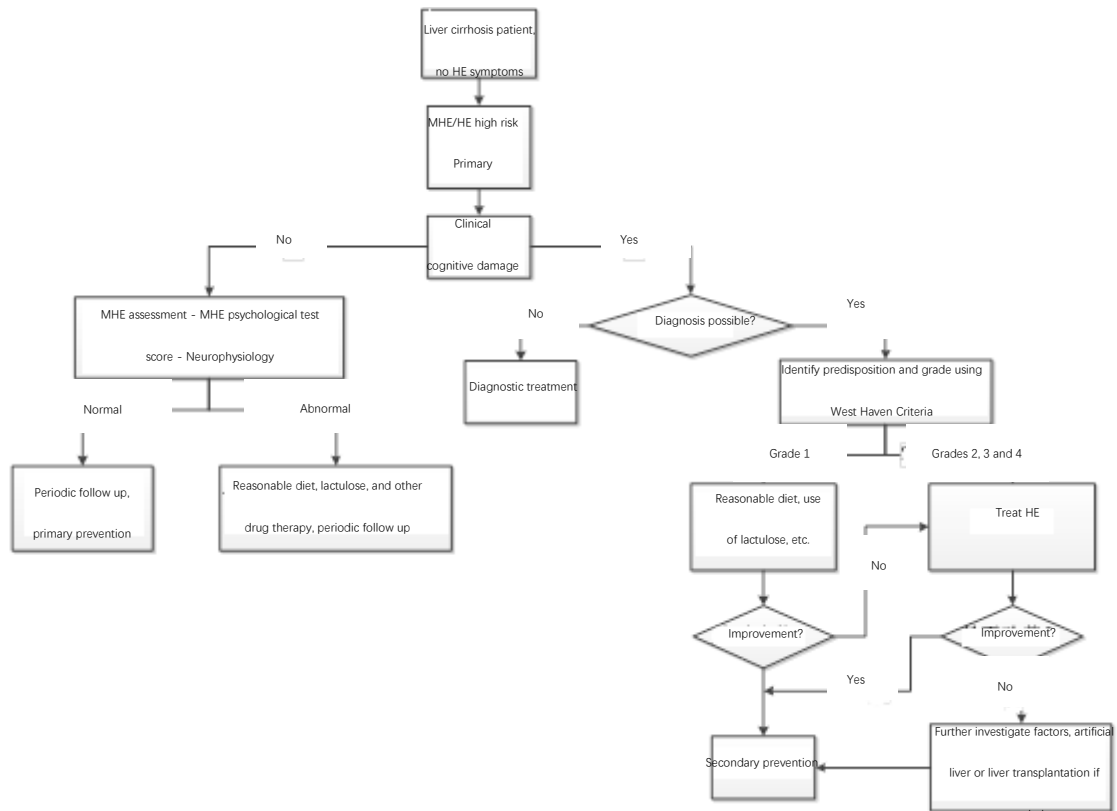 Liver cirrhosis patient,
no HE symptoms
MHE/HE high risk
Primary
Clinical
cognitive damage
No
Yes
MHE assessment - MHE psychological test
score - Neurophysiology
Normal
Abnormal
Periodic follow up,
primary prevention
Reasonable diet, lactulose, and other
drug therapy, periodic follow up
Diagnosis possible?
No
Yes
Diagnostic treatment
Identify predisposition and grade using
West Haven Criteria
Grade 1
Grades 2, 3 and 4
Reasonable diet, use
of lactulose, etc.
Treat HE
No
Improvement?
Improvement?
Yes
No
Secondary prevention
Further investigate factors, artificial
liver or liver transplantation if